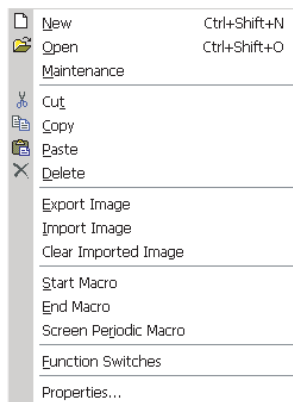 New Ctrl+Shift+N
Open Ctrl+Shift+O
Maintenance
Cut
Copy
Paste
Delete
Export Image
Import Image
Clear Imported Image
Start Macro
End Macro
Screen Periodic Macro
Function Switches
Properties...